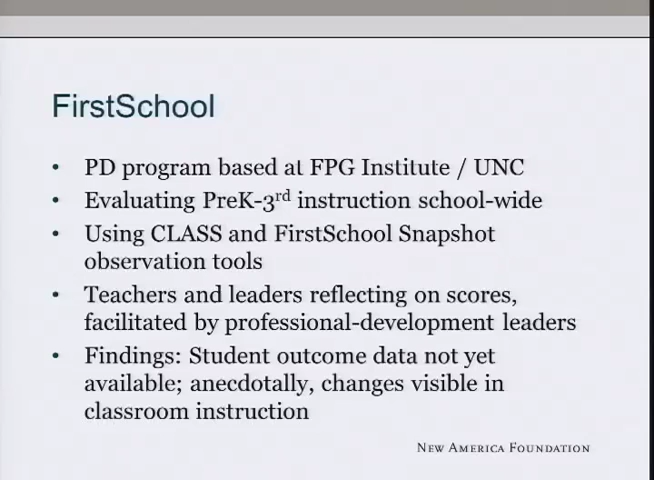 FirstSchool
• PD program based at FPG Institute / UNC
• Evaluating PreK-3rd instruction school-wide
• Using CLASS and FirstSchool Snapshot
observation tools
• Teachers and leaders reflecting on scores,
facilitated by professional-development leaders
• Findings: Student outcome data not yet
available; anecdotally, changes visible in
classroom instruction
New America Foundation